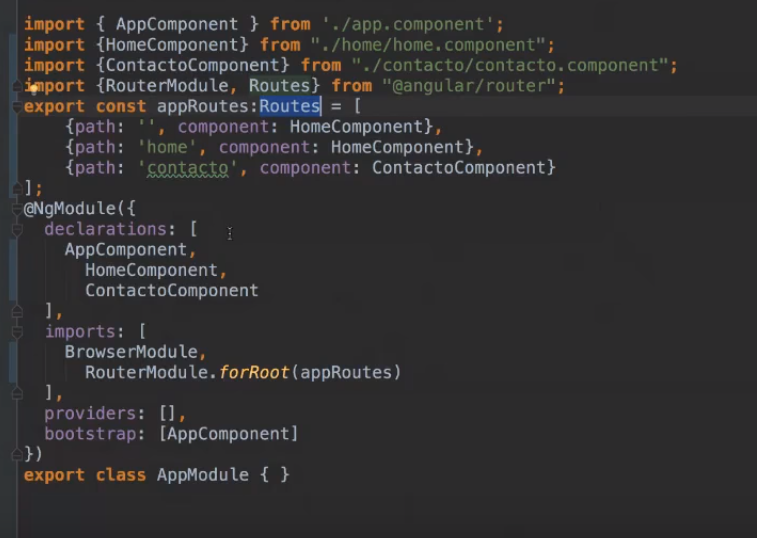 import { AppComponent } from './app.component';
import {HomeComponent} from "./home/home.component";
import {ContactoComponent} from "./contacto/contacto.component";
import {RouterModule, Routes} from "@angular/router";
export const appRoutes:Routes = [
    {path: '', component: HomeComponent},
    {path: 'home', component: HomeComponent},
    {path: 'contacto', component: ContactoComponent}
];
@NgModule({
  declarations: [
    AppComponent,
      HomeComponent,
      ContactoComponent
  ],
  imports: [
    BrowserModule,
      RouterModule.forRoot(appRoutes)
  ],
  providers: [],
  bootstrap: [AppComponent]
})
export class AppModule { }